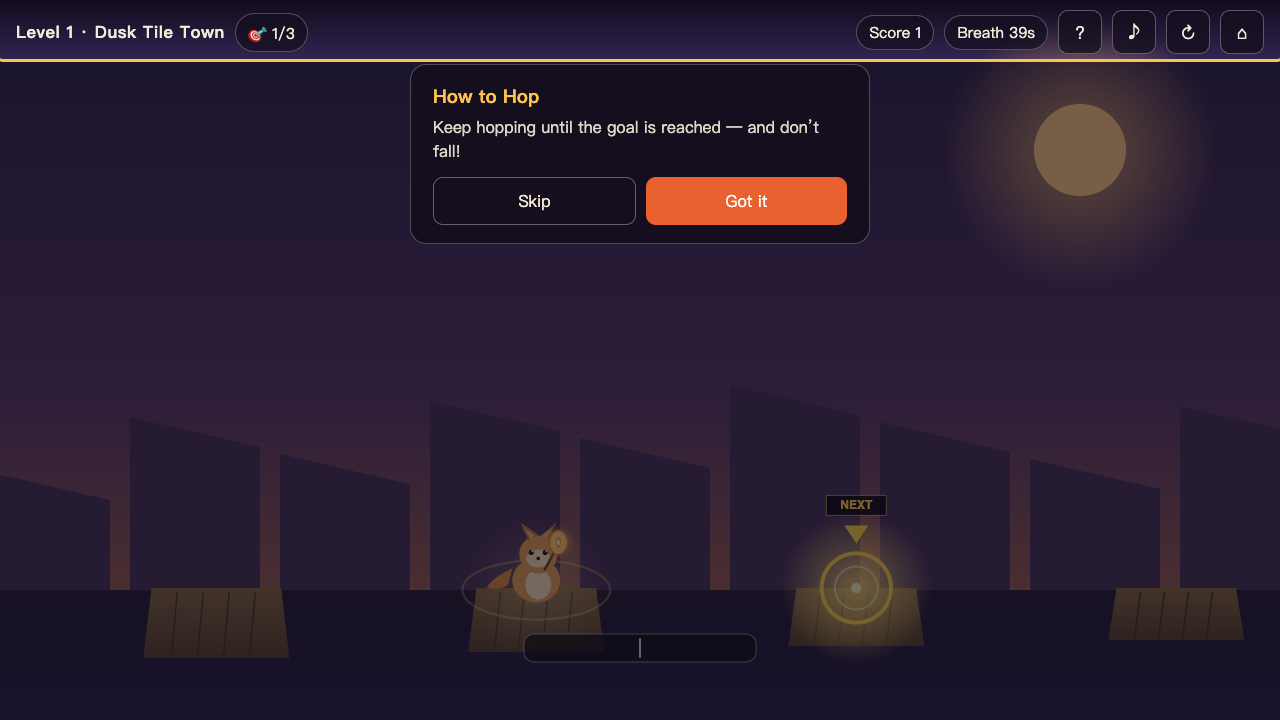 Level 1 · Dusk Tile Town
🎯 1/3
Score 1
Breath 39s
?
How to Hop
Keep hopping until the goal is reached — and don't
fall!
Skip
Got it
NEXT